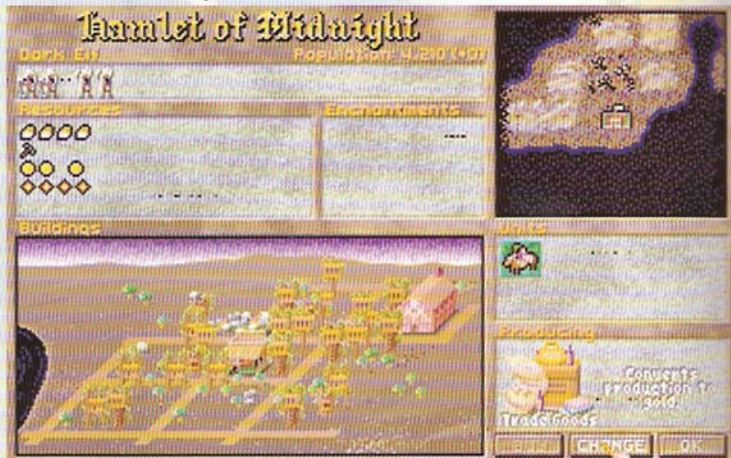 Hamlet of Midnight
Dark Elf
Population 4,210
Resources
Enchantments
Buildings
Units
Producing
Converts
production to
gold.
Trade Goods
CHANGE
OK